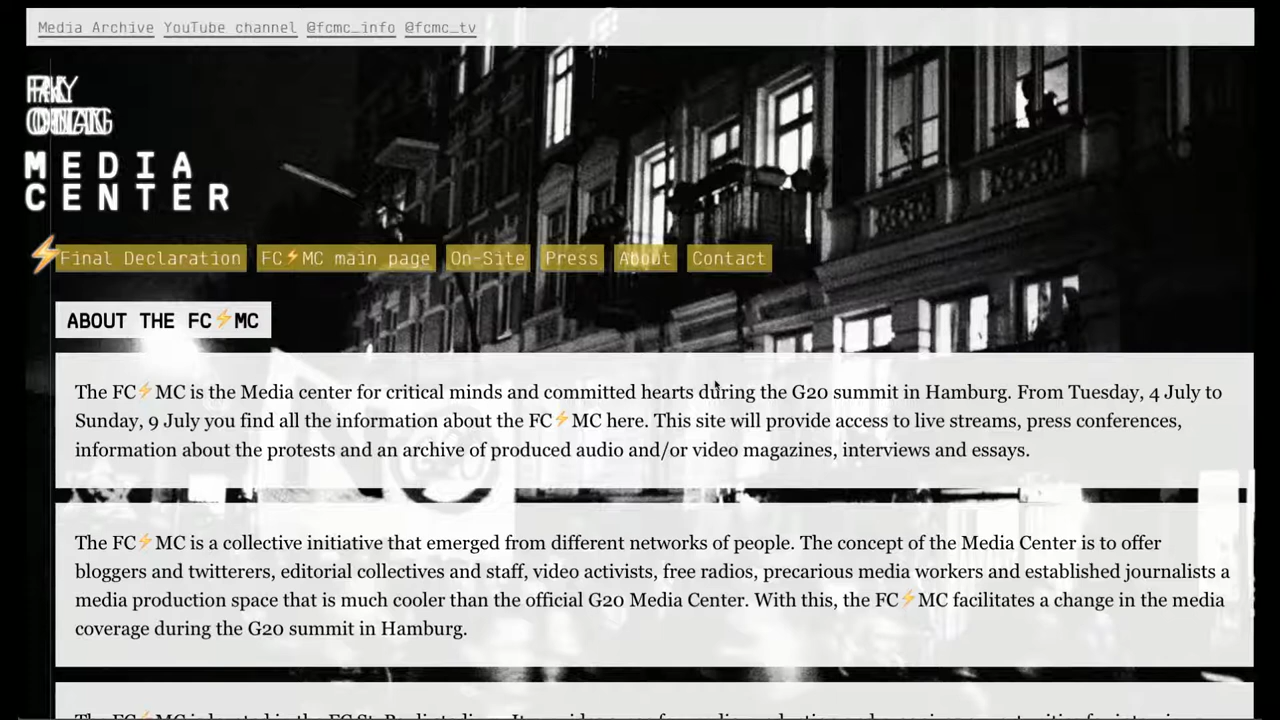 Media Archive YouTube channel @fcmc_info @fcmc_tv
MEDIA
CENTER
⚡Final Declaration FC⚡MC main page On-Site Press About Contact
ABOUT THE FC⚡MC
The FC⚡MC is the Media center for critical minds and committed hearts during the G20 summit in Hamburg. From Tuesday, 4 July to
Sunday, 9 July you find all the information about the FC⚡MC here. This site will provide access to live streams, press conferences,
information about the protests and an archive of produced audio and/or video magazines, interviews and essays.
The FC⚡MC is a collective initiative that emerged from different networks of people. The concept of the Media Center is to offer
bloggers and twitterers, editorial collectives and staff, video activists, free radios, precarious media workers and established journalists a
media production space that is much cooler than the official G20 Media Center. With this, the FC⚡MC facilitates a change in the media
coverage during the G20 summit in Hamburg.